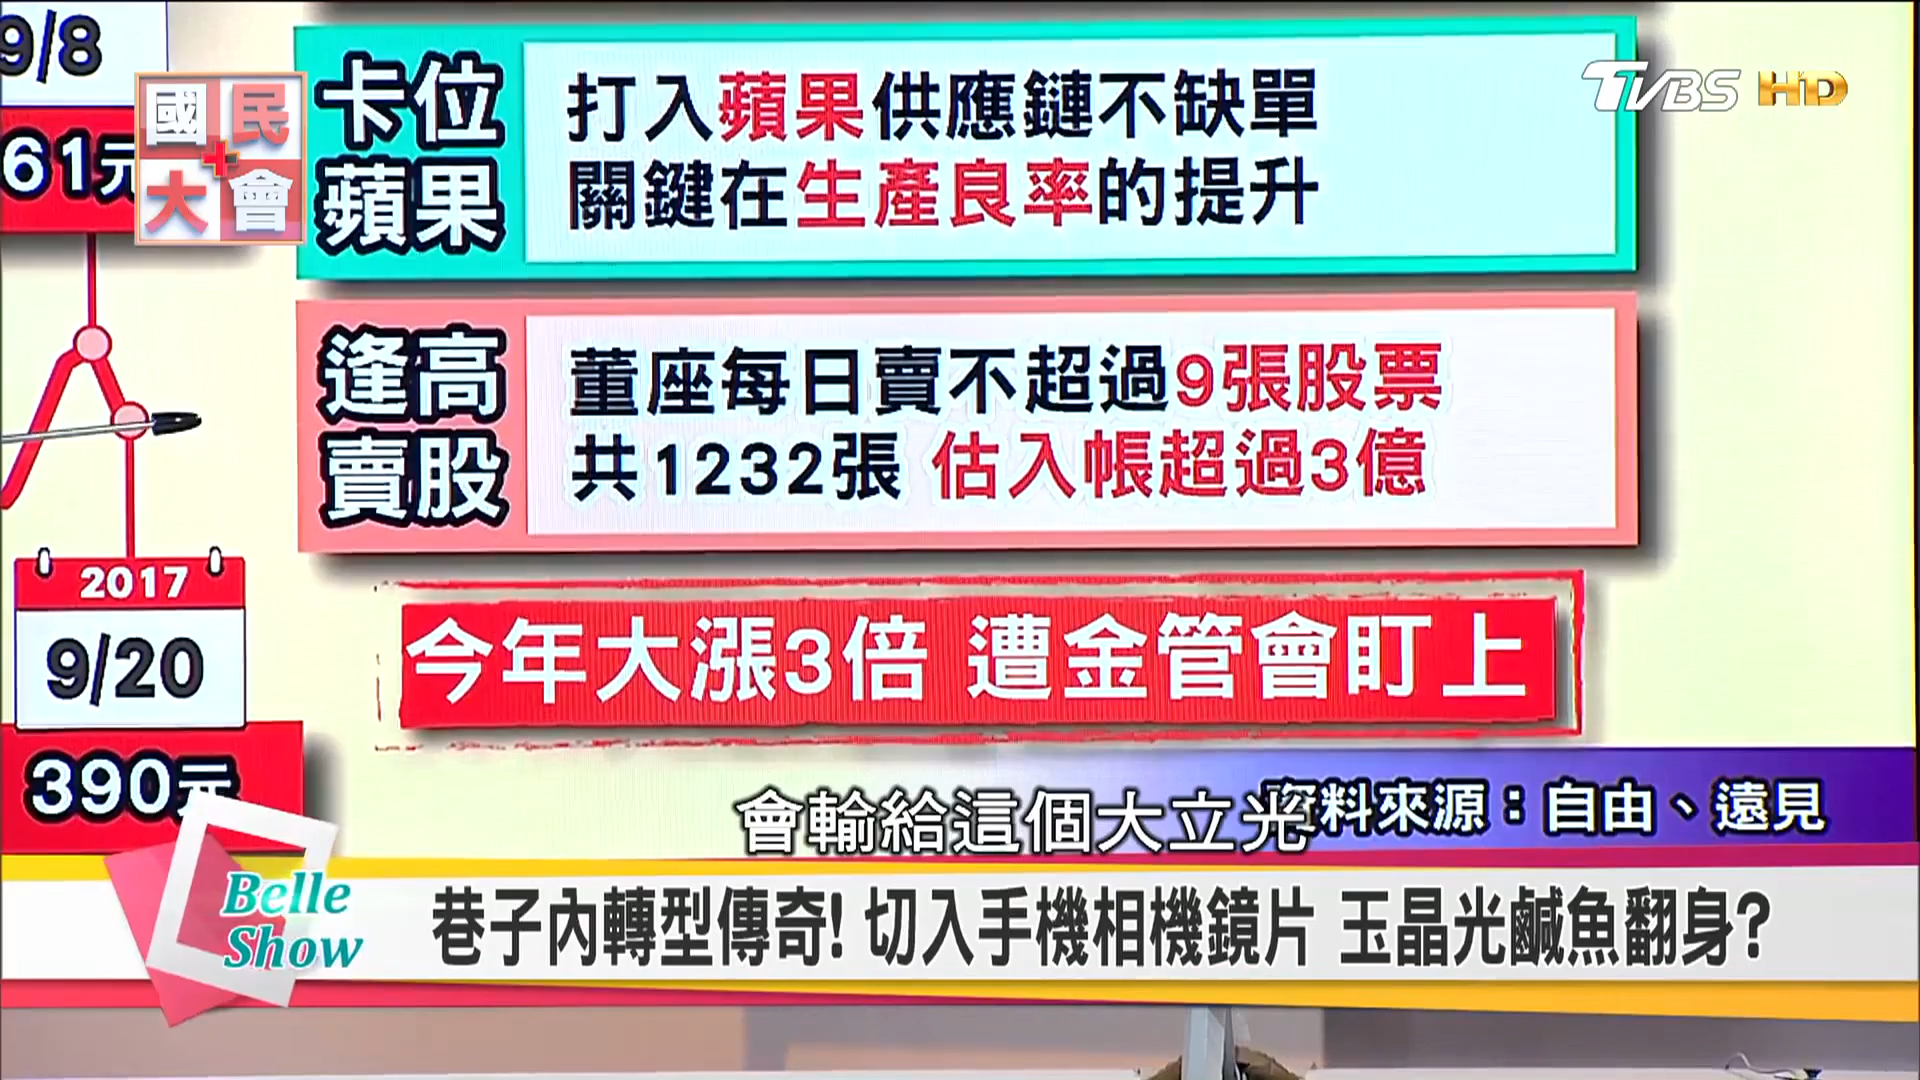 9/8
61元
國民
大會
TVBS HD
卡位
蘋果
打入蘋果供應鏈不缺單
關鍵在生產良率的提升
逢高
賣股
董座每日賣不超過9張股票
共1232張 估入帳超過3億
2017
9/20
390元
今年大漲3倍 遭金管會盯上
資料來源：自由、遠見
會輸給這個大立光
Belle
Show
巷子內轉型傳奇! 切入手機相機鏡片 玉晶光鹹魚翻身?